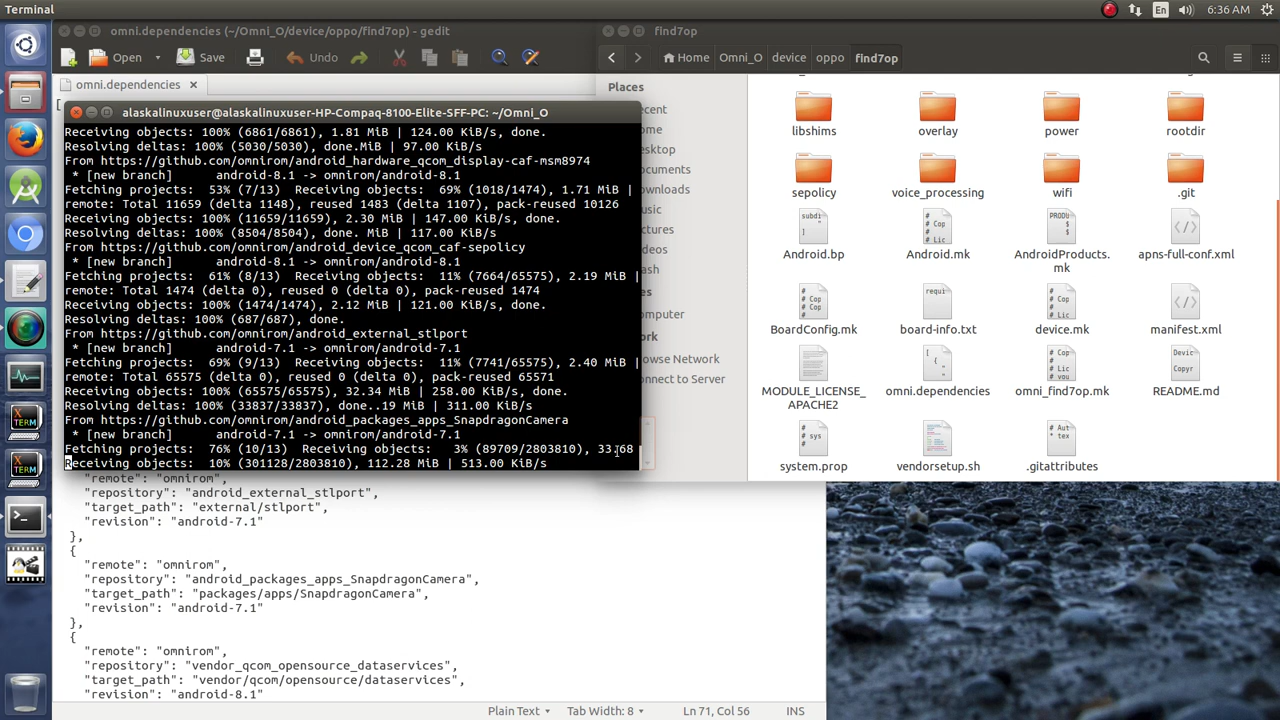 Terminal
En
6:36 AM
omni.dependencies (~/Omni_O/device/oppo/find7op) - gedit
find7op
Open
Save
Undo
Home
Omni_O
device
oppo
find7op
omni.dependencies
[
Places
alaskalinuxuser@alaskalinuxuser-HP-Compaq-8100-Elite-SFF-PC: ~/Omni_O
Receiving objects: 100% (6861/6861), 1.81 MiB | 124.00 KiB/s, done.
Resolving deltas: 100% (5030/5030), done.MiB | 97.00 KiB/s
From https://github.com/omnirom/android_hardware_qcom_display-caf-msm8974
* [new branch]      android-8.1 -> omnirom/android-8.1
Fetching projects:  53% (7/13)  Receiving objects:  69% (1018/1474), 1.71 MiB |
remote: Total 11659 (delta 1148), reused 1483 (delta 1107), pack-reused 10126
Receiving objects: 100% (11659/11659), 2.30 MiB | 147.00 KiB/s, done.
Resolving deltas: 100% (8504/8504), done. MiB | 117.00 KiB/s
From https://github.com/omnirom/android_device_qcom_caf-sepolicy
* [new branch]      android-8.1 -> omnirom/android-8.1
Fetching projects:  61% (8/13)  Receiving objects:  11% (7664/65575), 2.19 MiB |
remote: Total 1474 (delta 0), reused 0 (delta 0), pack-reused 1474
Receiving objects: 100% (1474/1474), 2.12 MiB | 121.00 KiB/s, done.
Resolving deltas: 100% (687/687), done.
From https://github.com/omnirom/android_external_stlport
* [new branch]      android-7.1 -> omnirom/android-7.1
Fetching projects:  69% (9/13)  Receiving objects:  11% (7741/65575), 2.40 MiB |
remote: Total 65575 (delta 0), reused 0 (delta 0), pack-reused 65571
Resolving deltas: 100% (33837/33837), done..19 MiB | 311.00 KiB/s
From https://github.com/omnirom/android_packages_apps_SnapdragonCamera
* [new branch]      android-7.1 -> omnirom/android-7.1
Fetching projects:  76% (10/13)  Receiving objects:   3% (89709/2803810), 33.68
Receiving objects:  10% (301128/2803810), 112.28 MiB | 513.00 KiB/s
ecent
ome
esktop
ocuments
ownloads
usic
ctures
deos
ash
es
omputer
ork
owse Network
onnect to Server
libshims
overlay
power
rootdir
sepolicy
voice_processing
wifi
.git
Android.bp
Android.mk
AndroidProducts.
mk
apns-full-conf.xml
BoardConfig.mk
board-info.txt
device.mk
manifest.xml
MODULE_LICENSE_
APACHE2
omni.dependencies
omni_find7op.mk
README.md
system.prop
vendorsetup.sh
.gitattributes
"remote": "omnirom",
"repository": "android_external_stlport",
"target_path": "external/stlport",
"revision": "android-7.1"
},
{
"remote": "omnirom",
"repository": "android_packages_apps_SnapdragonCamera",
"target_path": "packages/apps/SnapdragonCamera",
"revision": "android-7.1"
},
{
"remote": "omnirom",
"repository": "vendor_qcom_opensource_dataservices",
"target_path": "vendor/qcom/opensource/dataservices",
"revision": "android-8.1"
Plain Text
Tab Width: 8
Ln 71, Col 56
INS